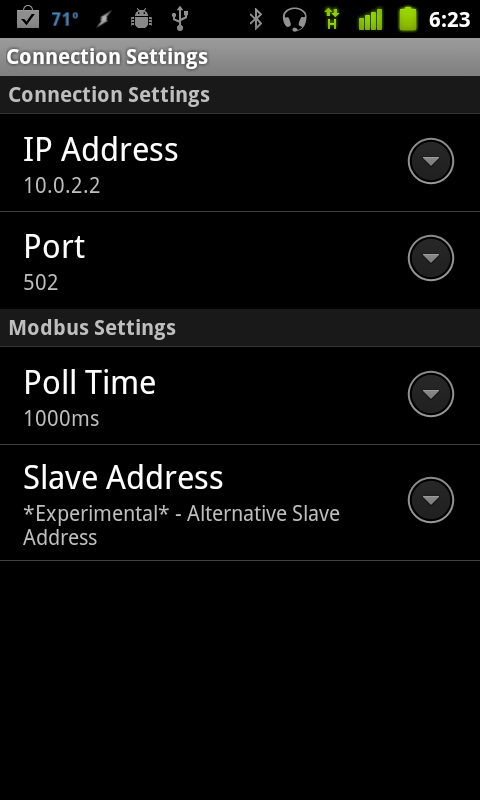 71° H 6:23
Connection Settings
Connection Settings
IP Address
10.0.2.2
Port
502
Modbus Settings
Poll Time
1000ms
Slave Address
*Experimental* - Alternative Slave
Address